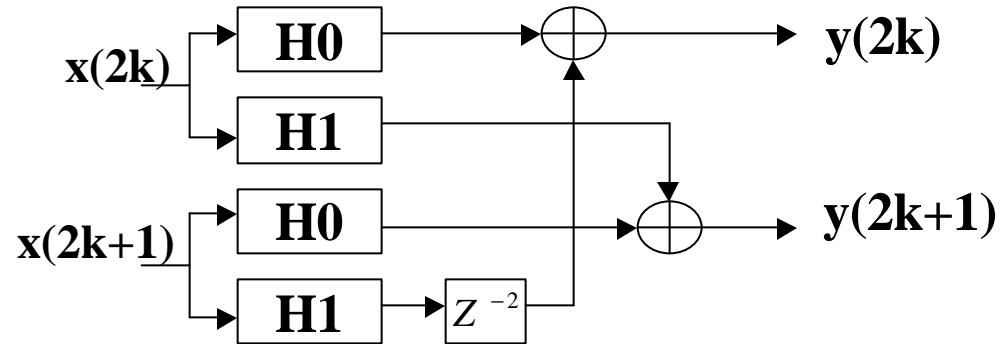 H0
y(2k)
x(2k)
H1
H0
y(2k+1)
x(2k+1)
H1
Z⁻²